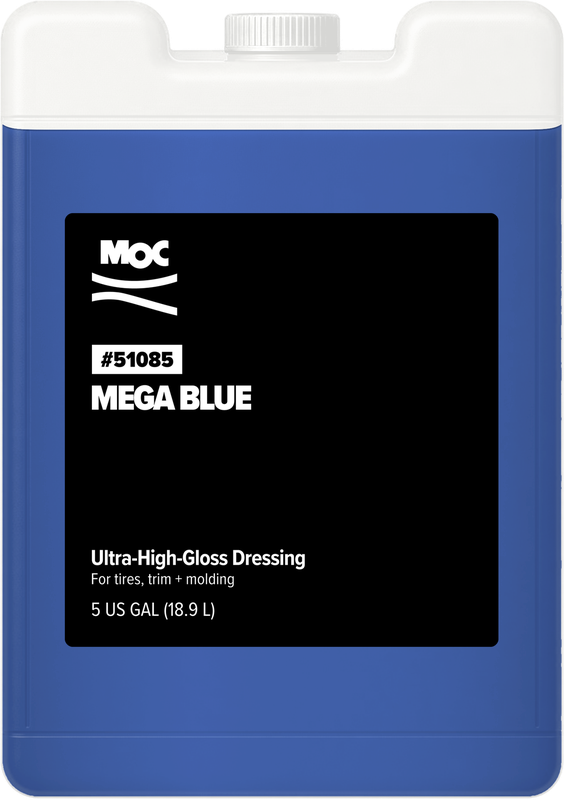 MOC
#51085
MEGA BLUE
Ultra-High-Gloss Dressing
For tires, trim + molding
5 US GAL (18.9 L)